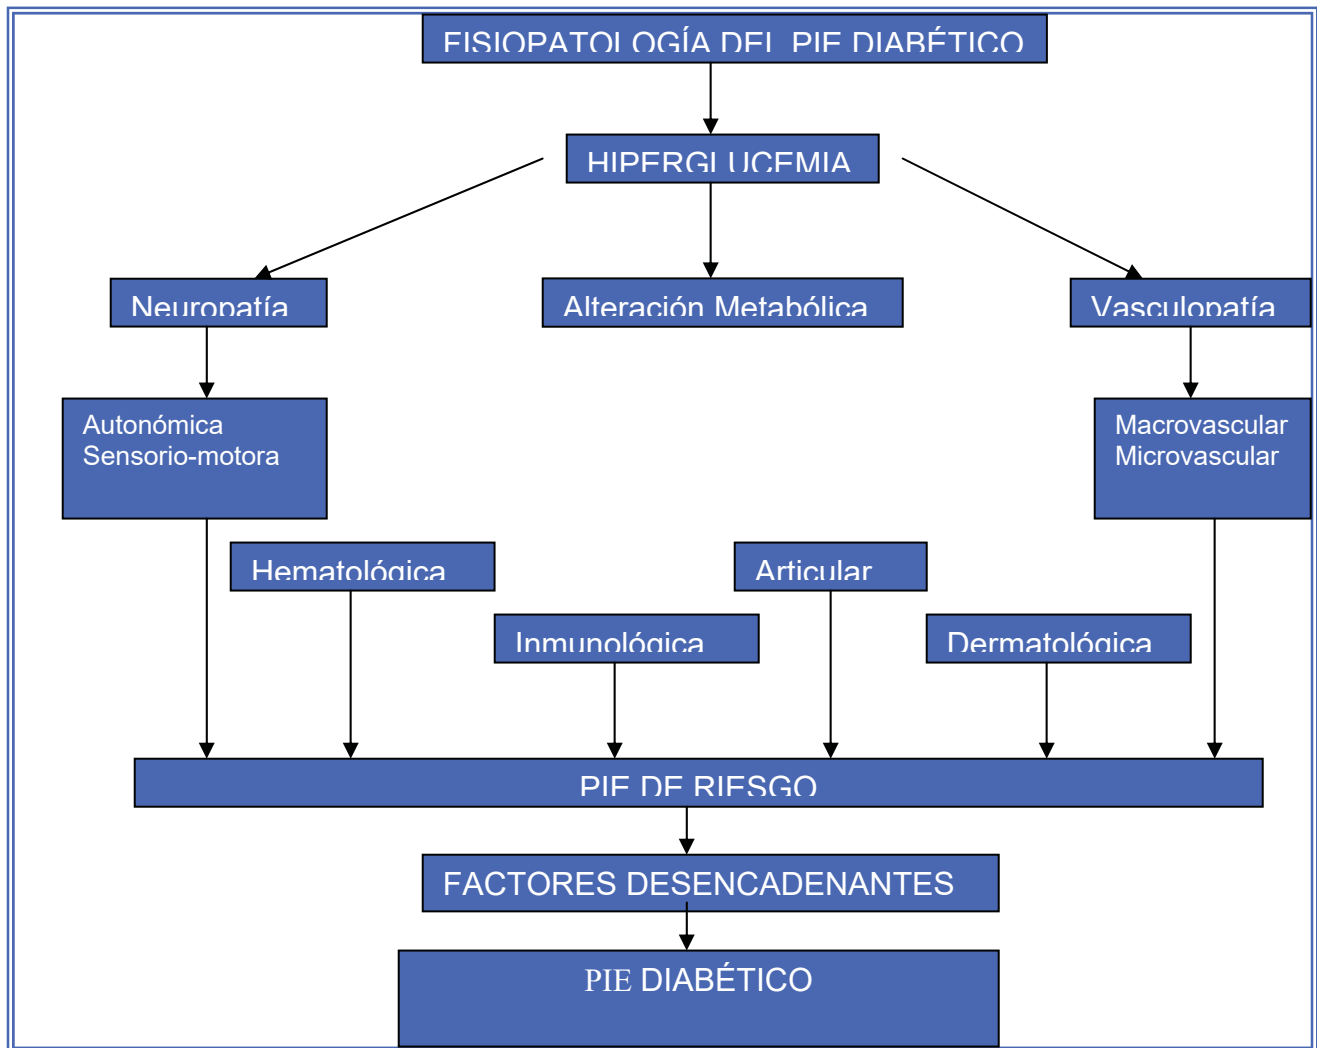 FISIOPATOLOGÍA DEL PIE DIABÉTICO
HIPERGLUCEMIA
Neuropatía
Alteración Metabólica
Vasculopatía
Autonómica
Sensorio-motora
Macrovascular
Microvascular
Hematológica
Articular
Inmunológica
Dermatológica
PIE DE RIESGO
FACTORES DESENCADENANTES
PIE DIABÉTICO